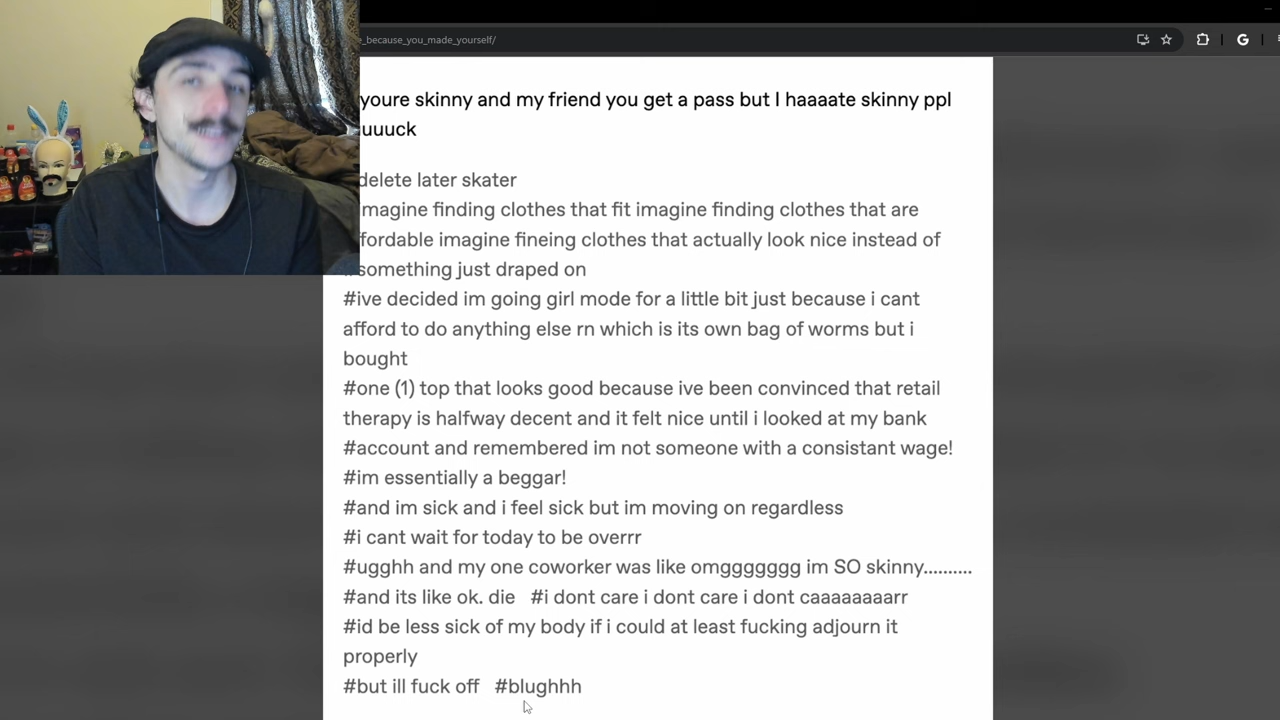 e_because_you_made_yourself/
youre skinny and my friend you get a pass but I haaaate skinny ppl
uuuck
delete later skater
magine finding clothes that fit imagine finding clothes that are
fordable imagine fineing clothes that actually look nice instead of
#something just draped on
#ive decided im going girl mode for a little bit just because i cant
afford to do anything else rn which is its own bag of worms but i
bought
#one (1) top that looks good because ive been convinced that retail
therapy is halfway decent and it felt nice until i looked at my bank
#account and remembered im not someone with a consistant wage!
#im essentially a beggar!
#and im sick and i feel sick but im moving on regardless
#i cant wait for today to be overrr
#ugghh and my one coworker was like omggggggg im SO skinny..........
#and its like ok. die #i dont care i dont care i dont caaaaaaaarr
#id be less sick of my body if i could at least fucking adjourn it
properly
#but ill fuck off #blughhh